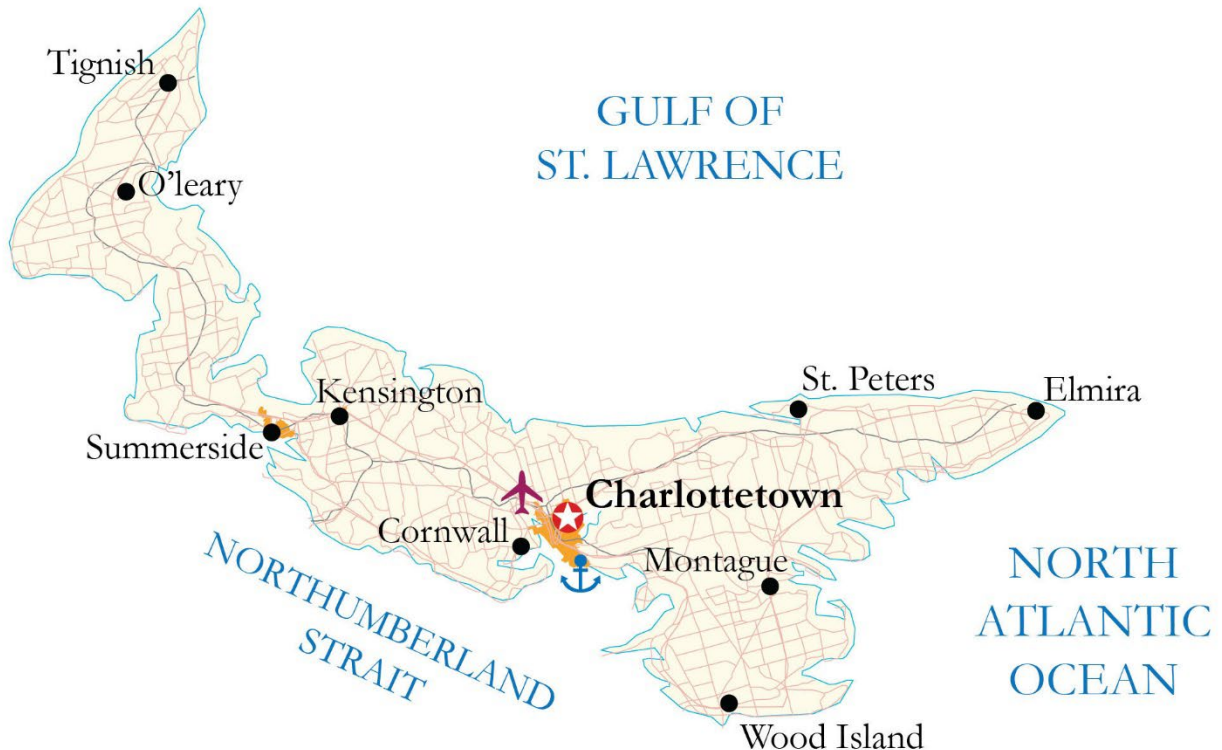 Tignish
GULF OF
ST. LAWRENCE
O'leary
St. Peters
Elmira
Kensington
Summerside
Charlottetown
Cornwall
Montague
NORTHUMBERLAND
STRAIT
NORTH
ATLANTIC
OCEAN
Wood Island